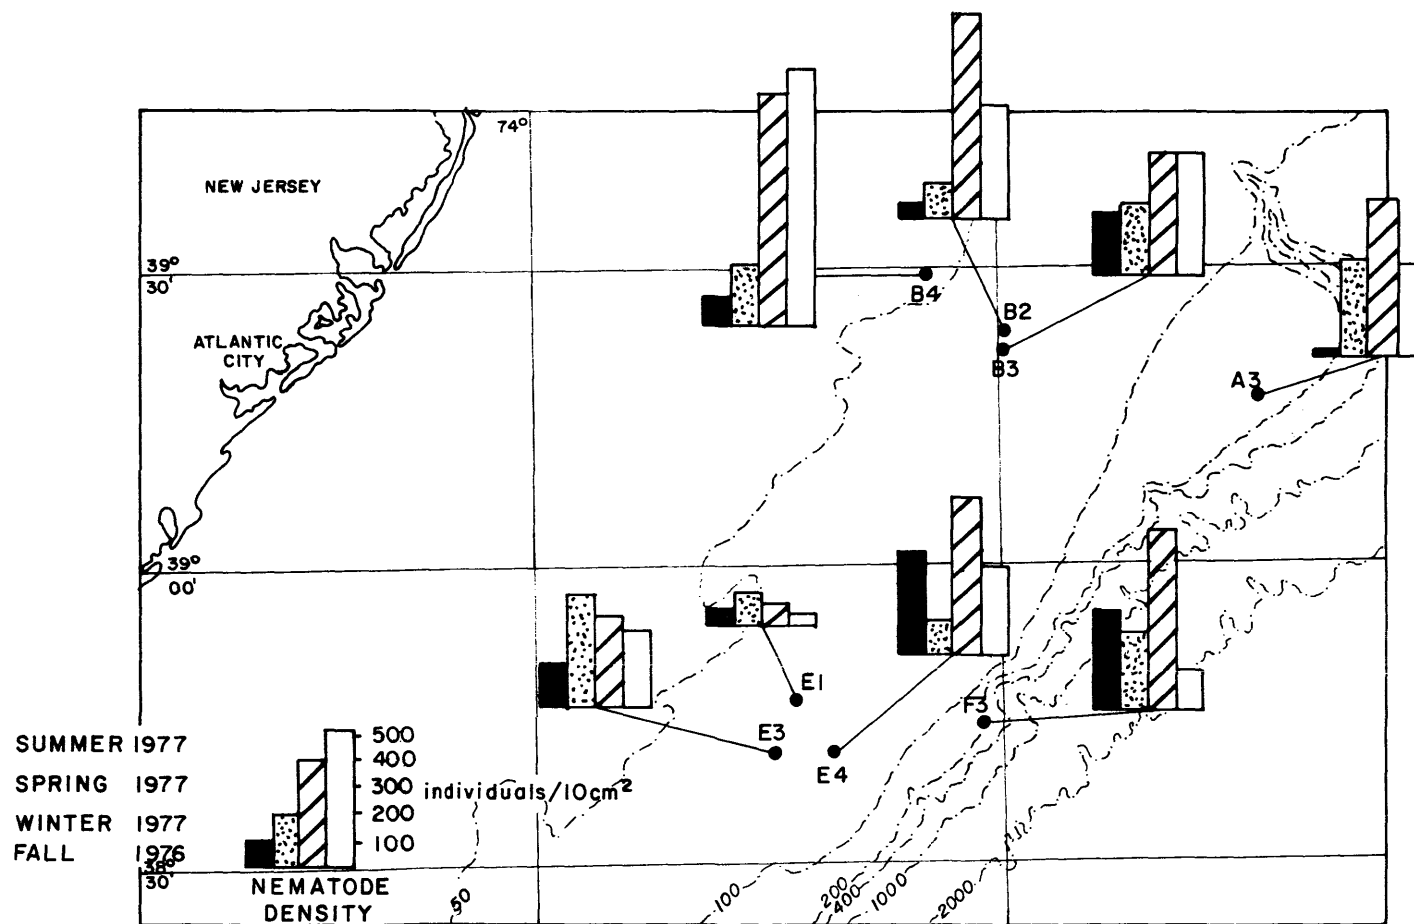 74°
NEW JERSEY
39°
30'
B4
B2
B3
ATLANTIC
CITY
A3
39°
00'
E1
E3
F3
E4
SUMMER 1977
SPRING 1977
WINTER 1977
FALL 1976
500
400
300
200
100
individuals/10cm²
38°
30'
NEMATODE
DENSITY
50
100
200
400
1000
2000